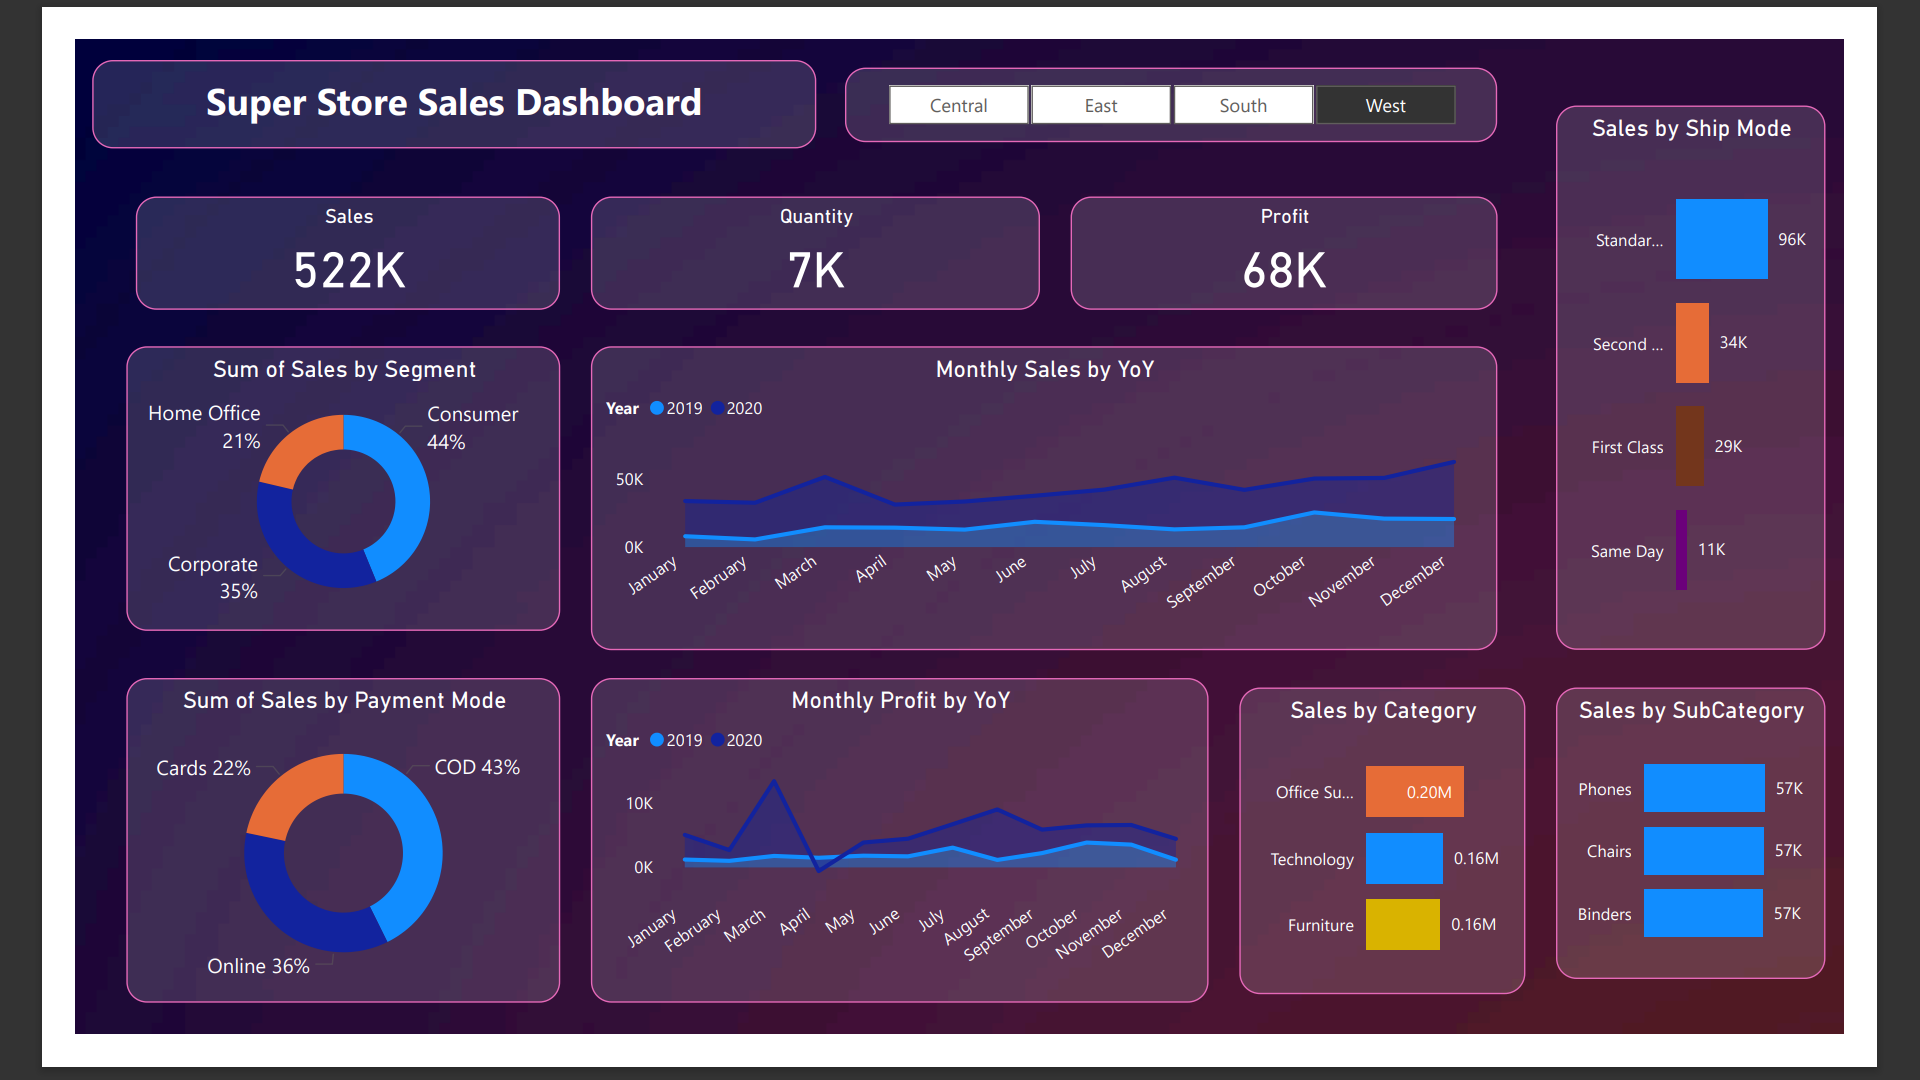 Super Store Sales Dashboard
Central East South West
Sales
522K
Quantity
7K
Profit
68K
Sales by Ship Mode
Standar... 96K
Second ... 34K
First Class 29K
Same Day 11K
Sum of Sales by Segment
Home Office
21%
Consumer
44%
Corporate
35%
Monthly Sales by YoY
Year 2019 2020
50K
0K
January February March April May June July August September October November December
Sum of Sales by Payment Mode
Cards 22%
COD 43%
Online 36%
Monthly Profit by YoY
Year 2019 2020
10K
0K
January February March April May June July August September October November December
Sales by Category
Office Su... 0.20M
Technology 0.16M
Furniture 0.16M
Sales by SubCategory
Phones 57K
Chairs 57K
Binders 57K